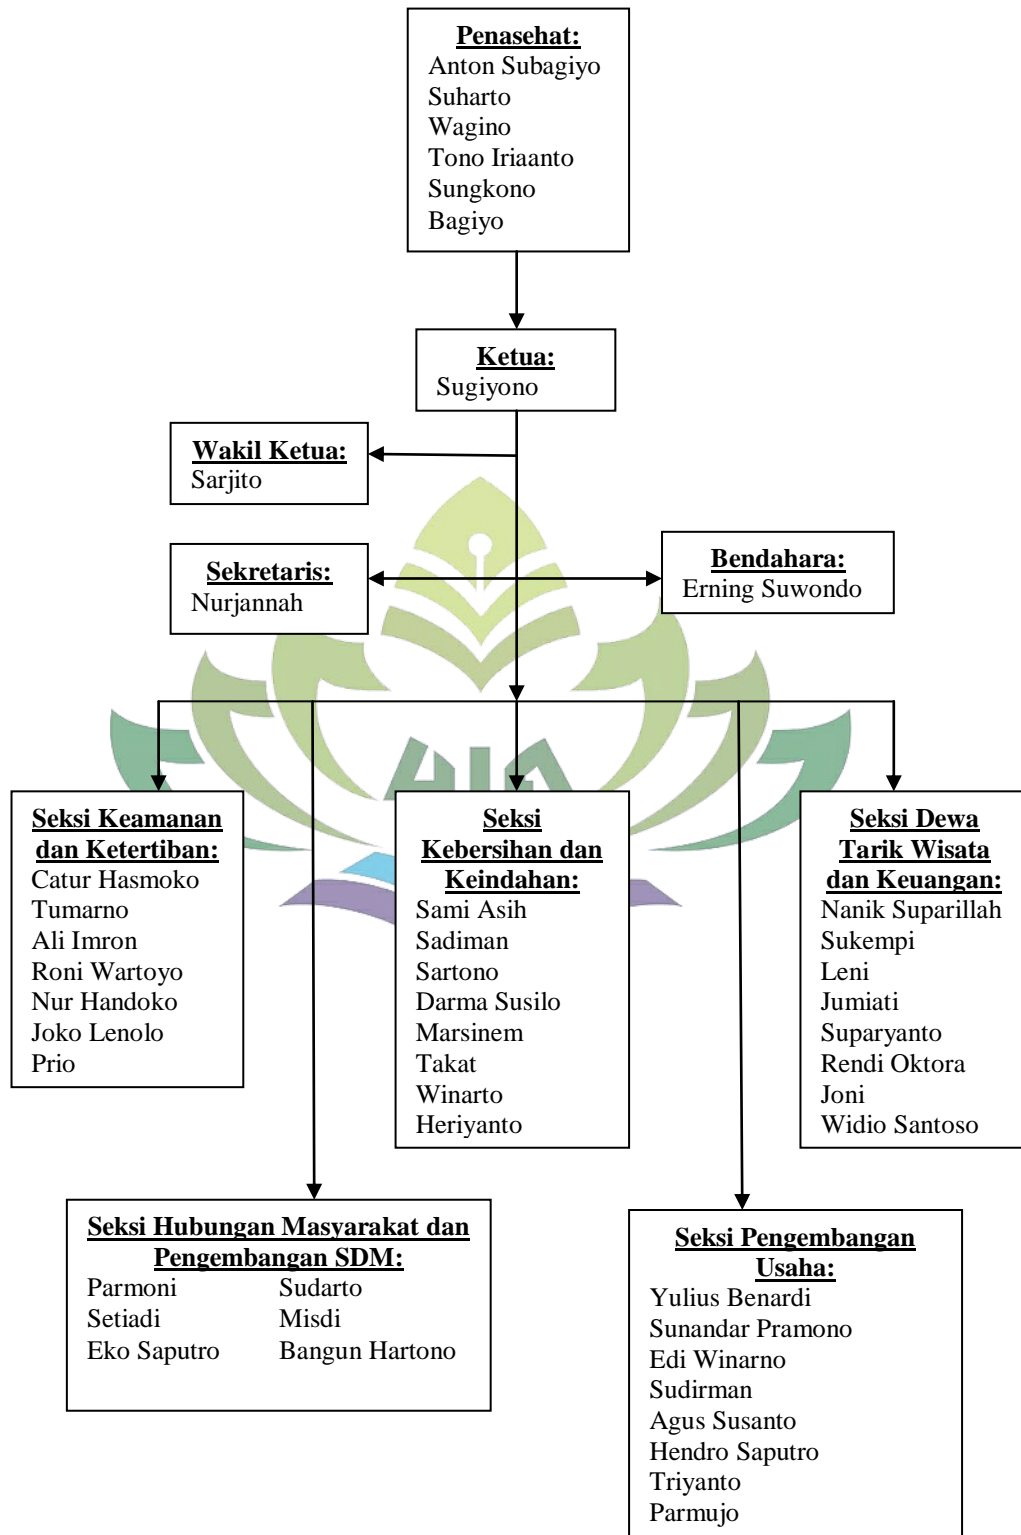 Penasehat:
Anton Subagiyo
Suharto
Wagino
Tono Iriaanto
Sungkono
Bagiyo
Ketua:
Sugiyono
Wakil Ketua:
Sarjito
Sekretaris:
Nurjannah
Bendahara:
Erning Suwondo
Seksi Keamanan
dan Ketertiban:
Catur Hasmoko
Tumarno
Ali Imron
Roni Wartoyo
Nur Handoko
Joko Lenolo
Prio
Seksi
Kebersihan dan
Keindahan:
Sami Asih
Sadiman
Sartono
Darma Susilo
Marsinem
Takat
Winarto
Heriyanto
Seksi Dewa
Tarik Wisata
dan Keuangan:
Nanik Suparillah
Sukempi
Leni
Jumiati
Suparyanto
Rendi Oktora
Joni
Widio Santoso
Seksi Hubungan Masyarakat dan
Pengembangan SDM:
Parmoni Sudarto
Setiadi Misdi
Eko Saputro Bangun Hartono
Seksi Pengembangan
Usaha:
Yulius Benardi
Sunandar Pramono
Edi Winarno
Sudirman
Agus Susanto
Hendro Saputro
Triyanto
Parmujo